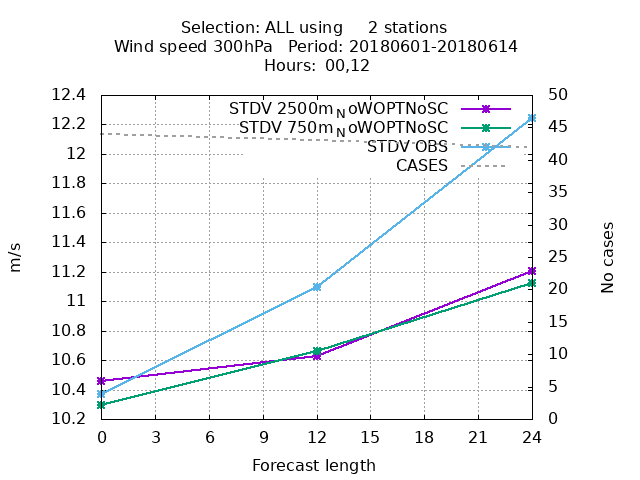 Selection: ALL using     2 stations
Wind speed 300hPa   Period: 20180601-20180614
Hours: 00,12
STDV 2500m_NoWOPTNoSC
STDV 750m_NoWOPTNoSC
STDV OBS
CASES
12.4
12.2
12
11.8
11.6
11.4
11.2
11
10.8
10.6
10.4
10.2
m/s
50
45
40
35
30
25
20
15
10
5
0
No cases
0 3 6 9 12 15 18 21 24
Forecast length